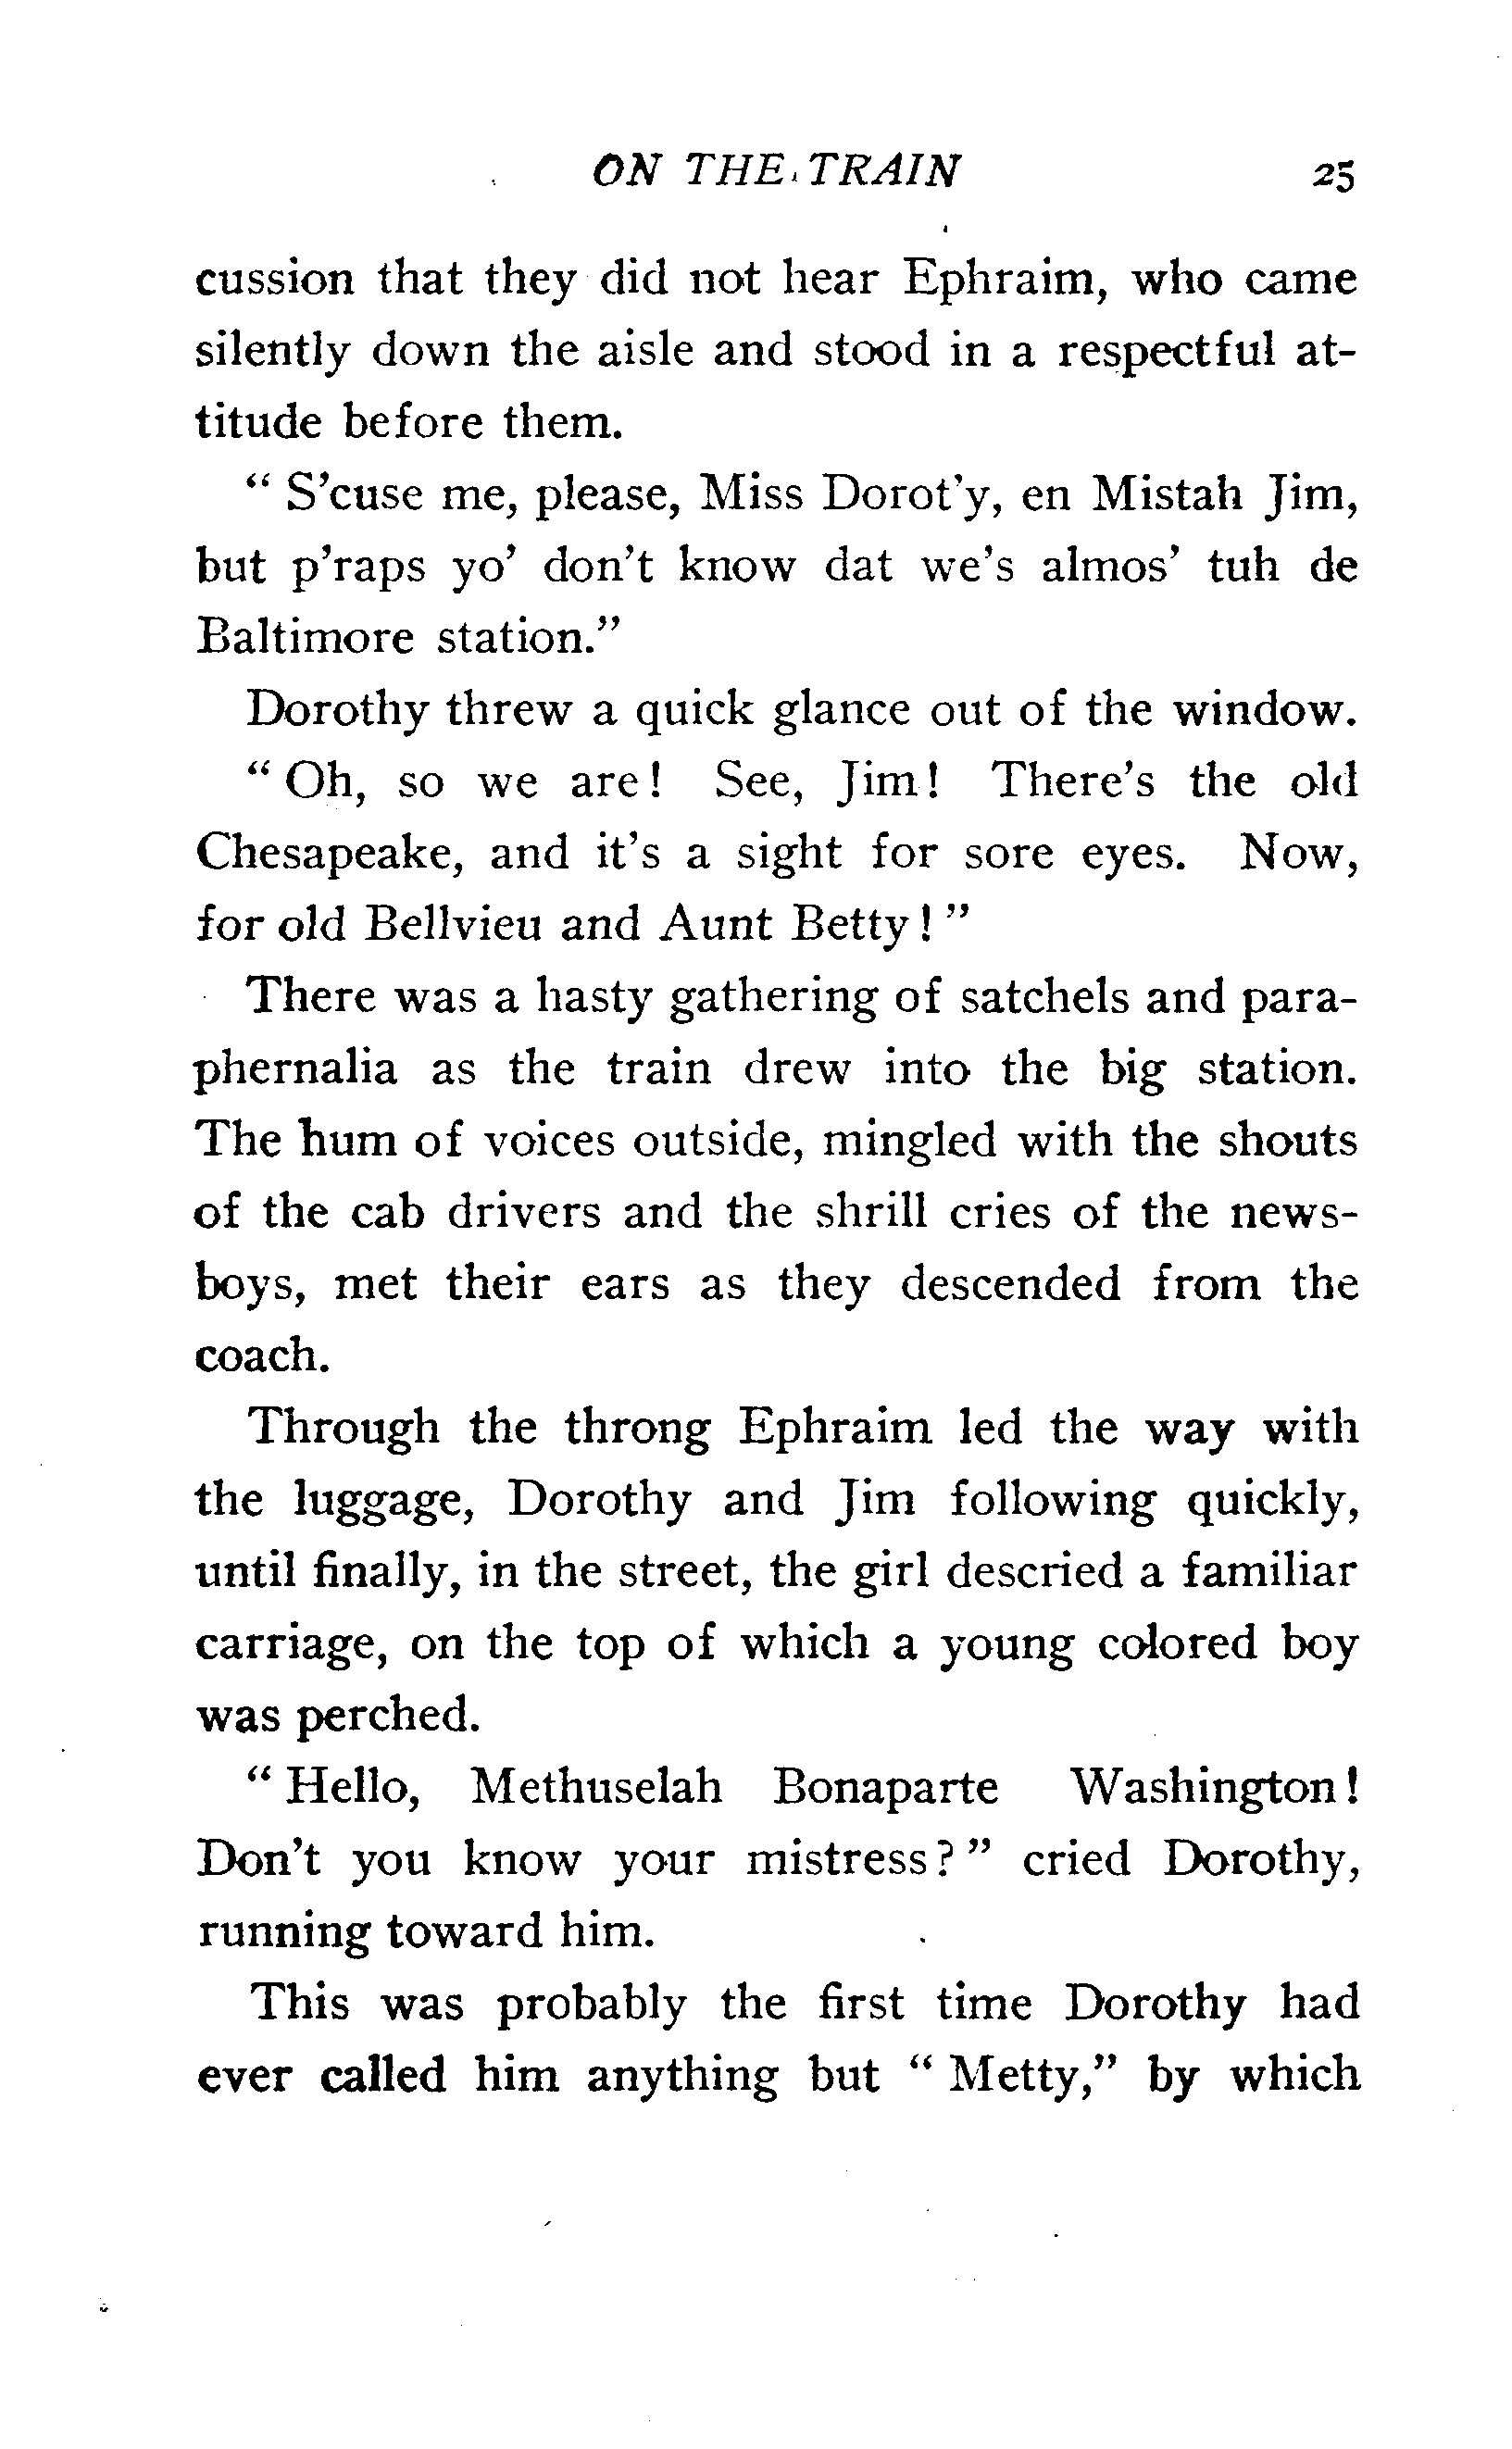 ON THE TRAIN 25
cussion that they did not hear Ephraim, who came
silently down the aisle and stood in a respectful at-
titude before them.
" S'cuse me, please, Miss Dorot'y, en Mistah Jim,
but p'raps yo' don't know dat we's almos' tuh de
Baltimore station."
Dorothy threw a quick glance out of the window.
" Oh, so we are! See, Jim! There's the old
Chesapeake, and it's a sight for sore eyes. Now,
for old Bellvieu and Aunt Betty! "
There was a hasty gathering of satchels and para-
phernalia as the train drew into the big station.
The hum of voices outside, mingled with the shouts
of the cab drivers and the shrill cries of the news-
boys, met their ears as they descended from the
coach.
Through the throng Ephraim led the way with
the luggage, Dorothy and Jim following quickly,
until finally, in the street, the girl descried a familiar
carriage, on the top of which a young colored boy
was perched.
" Hello, Methuselah Bonaparte Washington!
Don't you know your mistress? " cried Dorothy,
running toward him.
This was probably the first time Dorothy had
ever called him anything but " Metty," by which